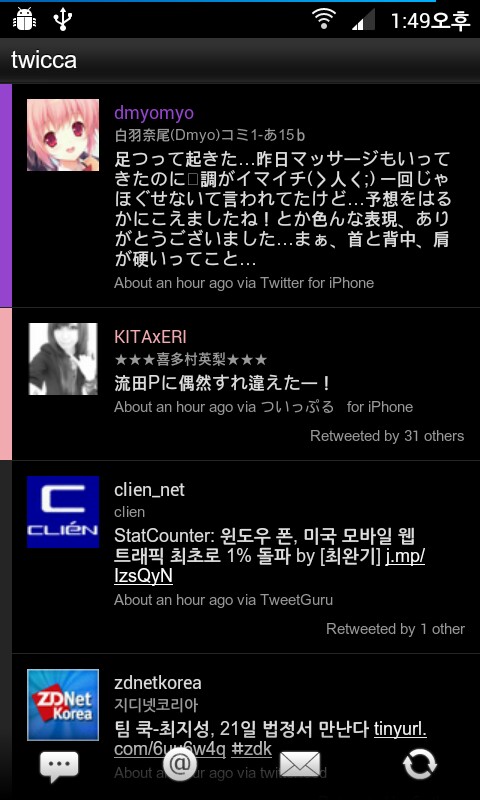 1:49오후
twicca
dmyomyo
白羽奈尾(Dmyo)コミ1-あ15ｂ
足つって起きた…昨日マッサージもいって
きたのに 調がイマイチ(>人<;) 一回じゃ
ほぐせないて言われてたけど…予想をはる
かにこえましたね！とか色んな表現、あり
がとうございました…まぁ、首と背中、肩
が硬いってこと…
About an hour ago via Twitter for iPhone
KITAxERI
★★★喜多村英梨★★★
流田Pに偶然すれ違えたー！
About an hour ago via ついっぷる for iPhone
Retweeted by 31 others
CLIÉN
clien_net
clien
StatCounter: 윈도우 폰, 미국 모바일 웹
트래픽 최초로 1% 돌파 by [최완기] j.mp/
IzsQyN
About an hour ago via TweetGuru
Retweeted by 1 other
ZDNet
Korea
zdnetkorea
지디넷코리아
팀 쿡-최지성, 21일 법정서 만난다 tinyurl.
com/6uu6w4q #zdk
About an hour ago via